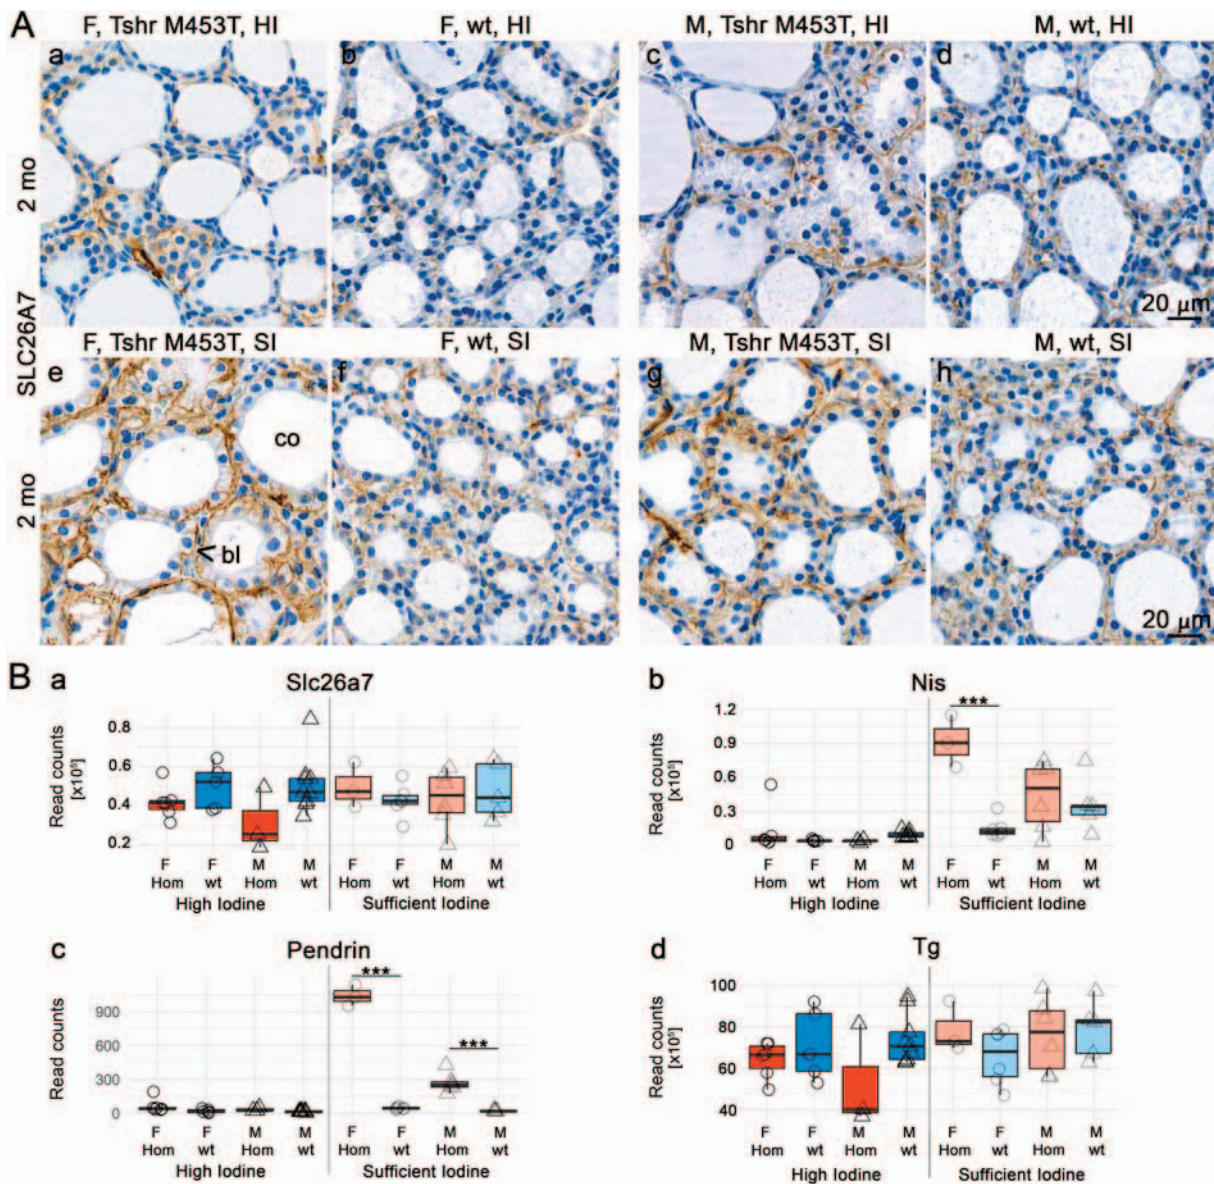 A
F, Tshr M453T, HI
F, wt, HI
M, Tshr M453T, HI
M, wt, HI
a
b
c
d
2 mo
20 µm
SLC26A7
F, Tshr M453T, SI
F, wt, SI
M, Tshr M453T, SI
M, wt, SI
e
f
g
h
co
bl
2 mo
20 µm
B
a
Slc26a7
Read counts
[x10⁵]
0.8
0.6
0.4
0.2
F F M M F F M M
Hom wt Hom wt Hom wt Hom wt
High Iodine Sufficient Iodine
b
Nis
Read counts
[x10⁵]
1.2
0.9
0.6
0.3
0
***
F F M M F F M M
Hom wt Hom wt Hom wt Hom wt
High Iodine Sufficient Iodine
c
Pendrin
Read counts
900
600
300
0
***
***
F F M M F F M M
Hom wt Hom wt Hom wt Hom wt
High Iodine Sufficient Iodine
d
Tg
Read counts
[x10⁵]
100
80
60
40
F F M M F F M M
Hom wt Hom wt Hom wt Hom wt
High Iodine Sufficient Iodine